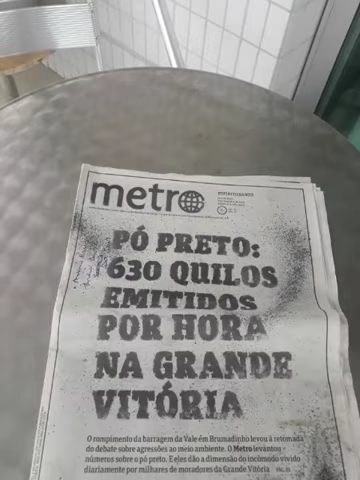 metro
PÓ PRETO:
630 QUILOS
EMITIDOS
POR HORA
NA GRANDE
VITÓRIA
O rompimento da barragem da Vale em Brumadinho levou à retomada
do debate sobre agressões ao meio ambiente. O Metro levantou
números sobre o pó preto. E eles dão a dimensão do incômodo vivido
diariamente por milhares de moradores da Grande Vitória